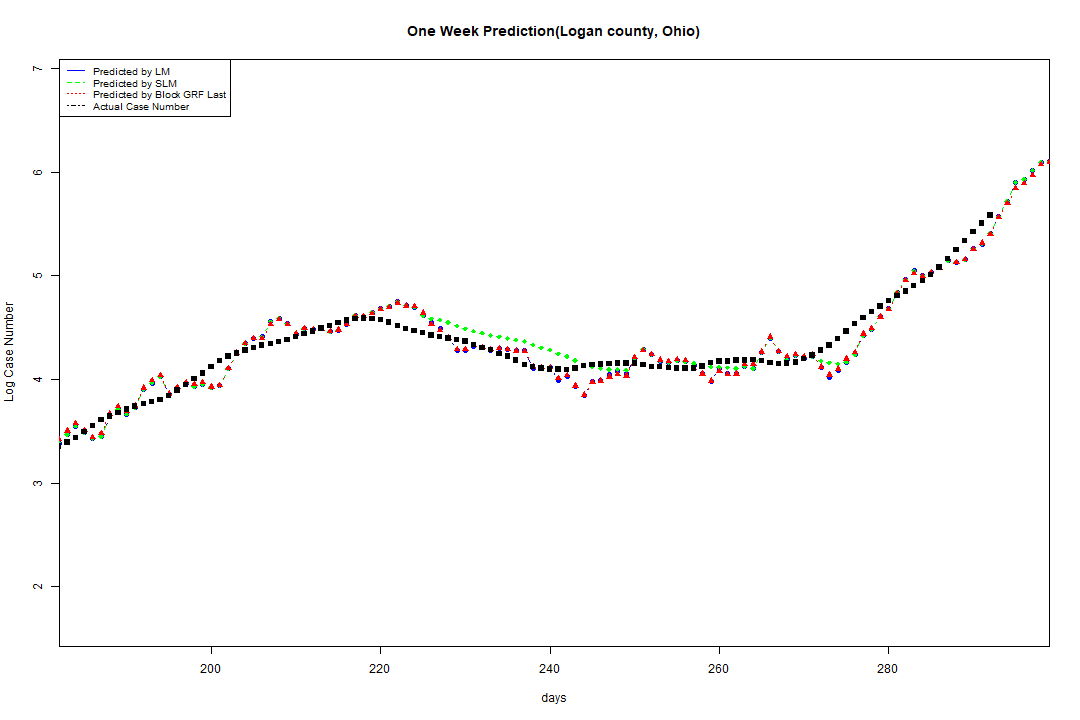 One Week Prediction(Logan county, Ohio)
Predicted by LM
Predicted by SLM
Predicted by Block GRF Last
Actual Case Number
7
6
5
4
3
2
Log Case Number
200 220 240 260 280
days